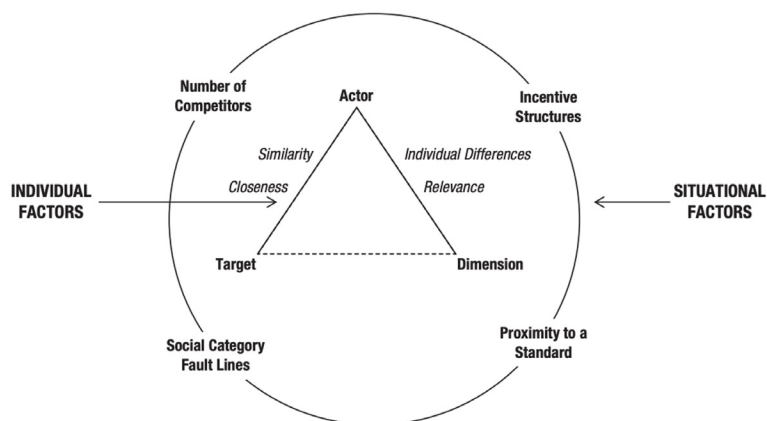 Number of
Competitors
Actor
Incentive
Structures
Similarity
Individual Differences
INDIVIDUAL
FACTORS
Closeness
Relevance
SITUATIONAL
FACTORS
Target
Dimension
Social Category
Fault Lines
Proximity to a
Standard